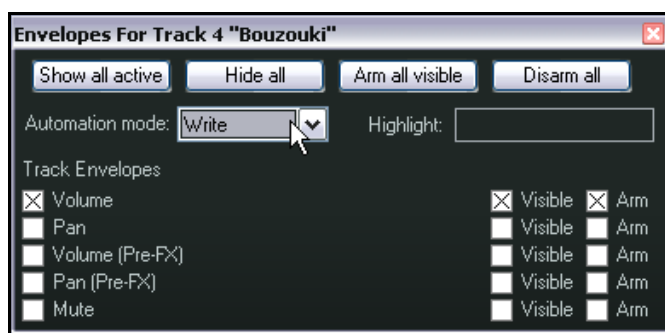 Envelopes For Track 4 "Bouzouki"
Show all active Hide all Arm all visible Disarm all
Automation mode: Write Highlight:
Track Envelopes
Volume Visible Arm
Pan Visible Arm
Volume (Pre-FX) Visible Arm
Pan (Pre-FX) Visible Arm
Mute Visible Arm